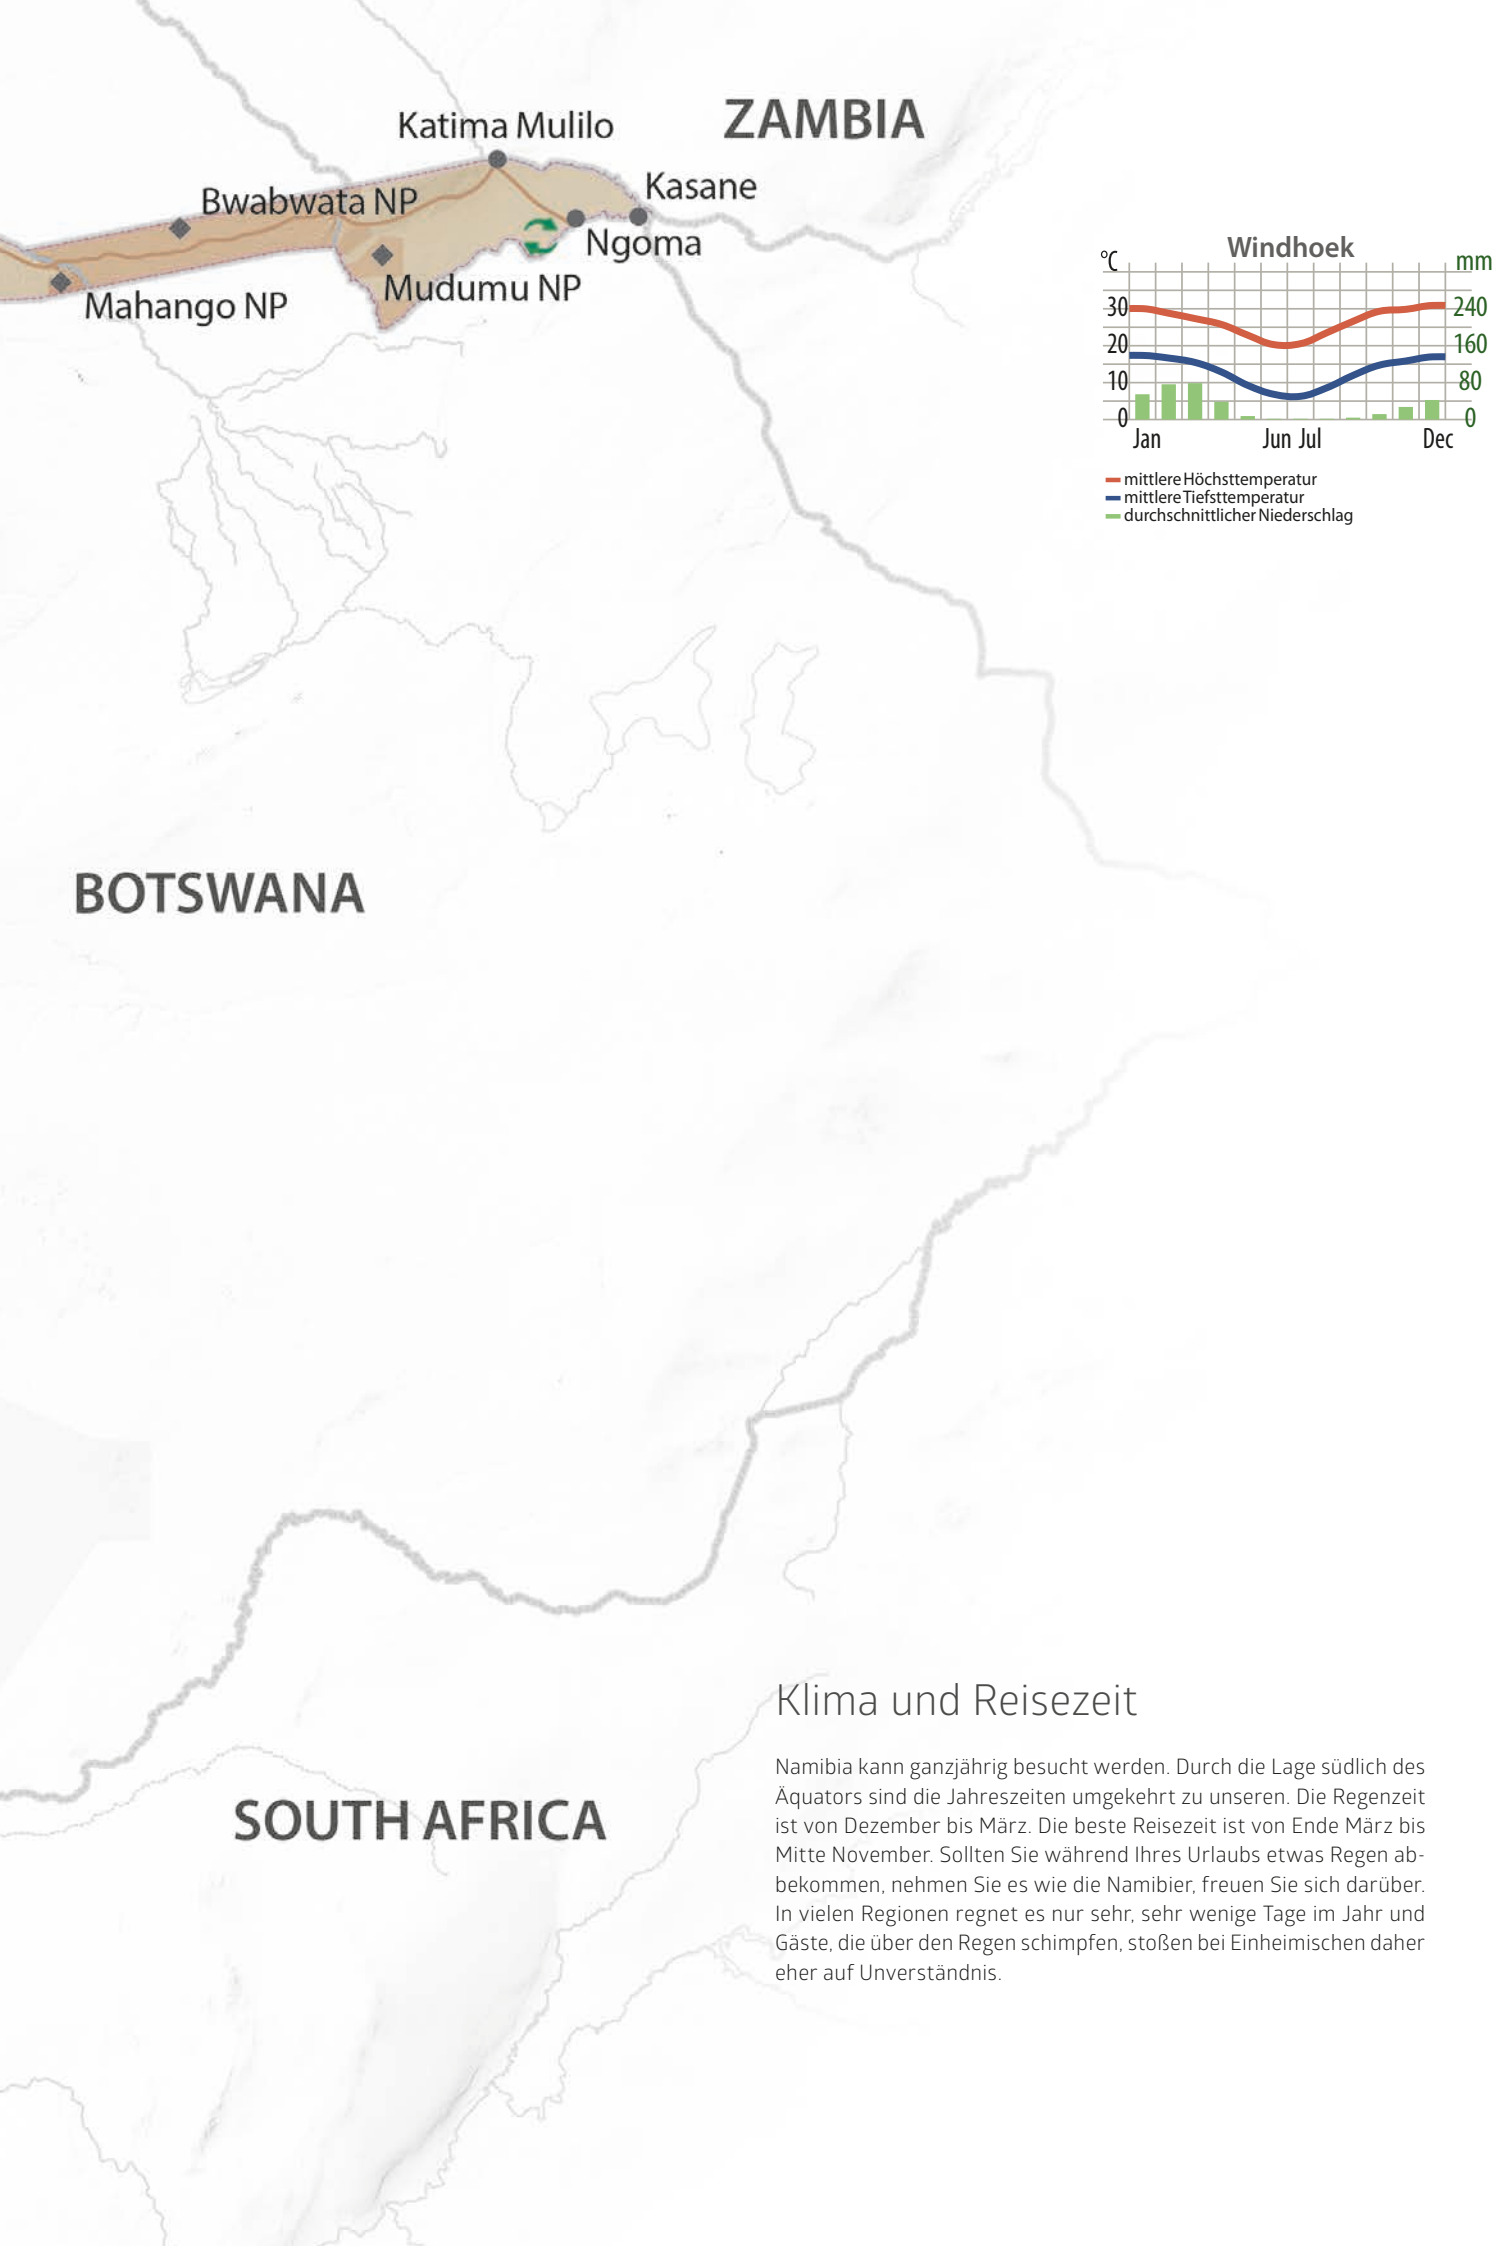 ZAMBIA
Katima Mulilo
Kasane
Bwabwata NP
Ngoma
Mudumu NP
Mahango NP
Windhoek
°C
mm
30
240
20
160
10
80
0
0
Jan
Jun Jul
Dec
mittlere Höchsttemperatur
mittlere Tiefsttemperatur
durchschnittlicher Niederschlag
BOTSWANA
SOUTH AFRICA
Klima und Reisezeit
Namibia kann ganzjährig besucht werden. Durch die Lage südlich des
Äquators sind die Jahreszeiten umgekehrt zu unseren. Die Regenzeit
ist von Dezember bis März. Die beste Reisezeit ist von Ende März bis
Mitte November. Sollten Sie während Ihres Urlaubs etwas Regen ab-
bekommen, nehmen Sie es wie die Namibier, freuen Sie sich darüber.
In vielen Regionen regnet es nur sehr, sehr wenige Tage im Jahr und
Gäste, die über den Regen schimpfen, stoßen bei Einheimischen daher
eher auf Unverständnis.